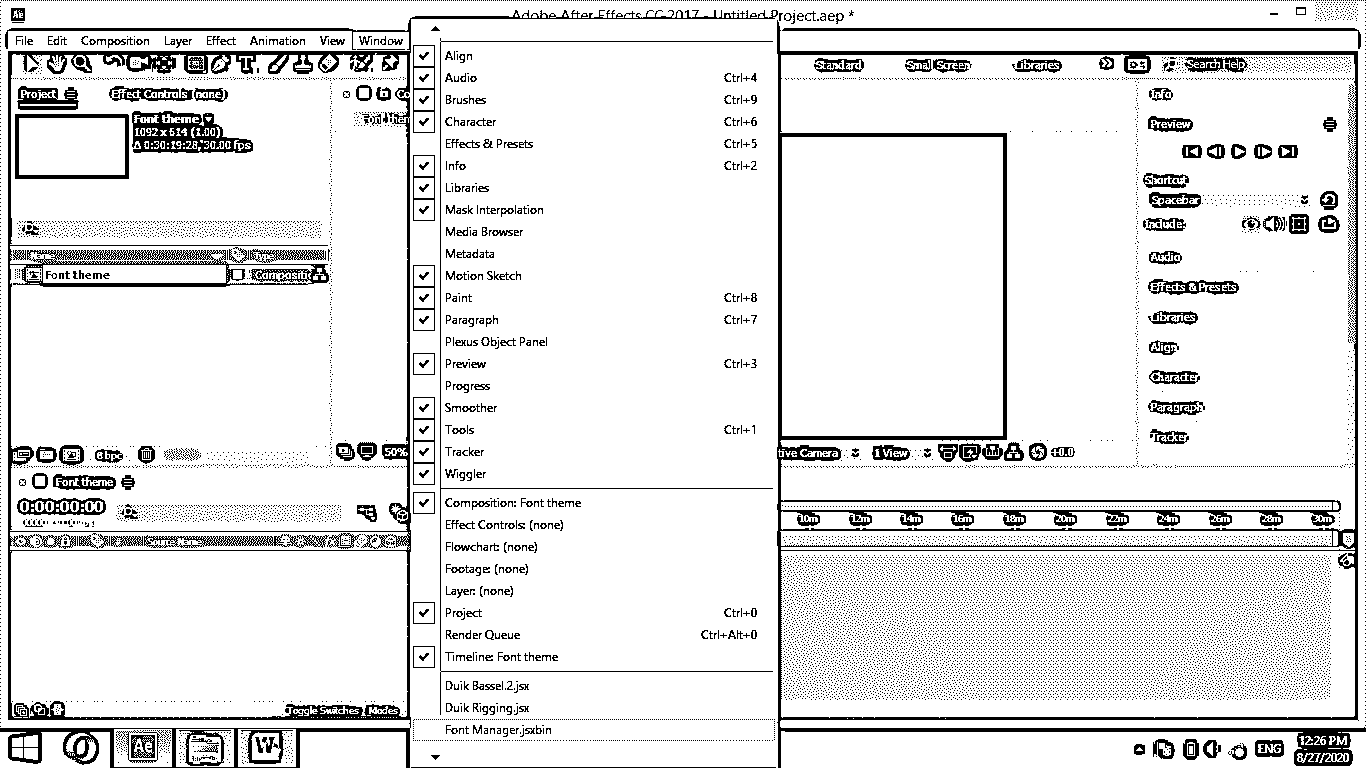 Adobe After Effects CC 2017 - Untitled Project.aep *
File Edit Composition Layer Effect Animation View Window
Standard Small Screen Libraries Search Help
Project Effect Controls (none)
Font theme
1092 x 614 (1.00)
Δ 0:30:19:28, 30.00 fps
Font theme
6 bpc
Align
Audio Ctrl+4
Brushes Ctrl+9
Character Ctrl+6
Effects & Presets Ctrl+5
Info Ctrl+2
Libraries
Mask Interpolation
Media Browser
Metadata
Motion Sketch
Paint Ctrl+8
Paragraph Ctrl+7
Plexus Object Panel
Preview Ctrl+3
Progress
Smoother
Tools Ctrl+1
Tracker
Wiggler
Composition: Font theme
Effect Controls: (none)
Flowchart: (none)
Footage: (none)
Layer: (none)
Project Ctrl+0
Render Queue Ctrl+Alt+0
Timeline: Font theme
Duik Bassel.2.jsx
Duik Rigging.jsx
Font Manager.jsxbin
Info
Preview
Shortcut
Spacebar
Include:
Audio
Effects & Presets
Libraries
Align
Character
Paragraph
Tracker
50%
Camera 1 View +0.0
Font theme
0:00:00:00
10m 12m 14m 16m 18m 20m 22m 24m 26m 28m 30m
Toggle Switches / Modes
ENG
12:26 PM
8/27/2020